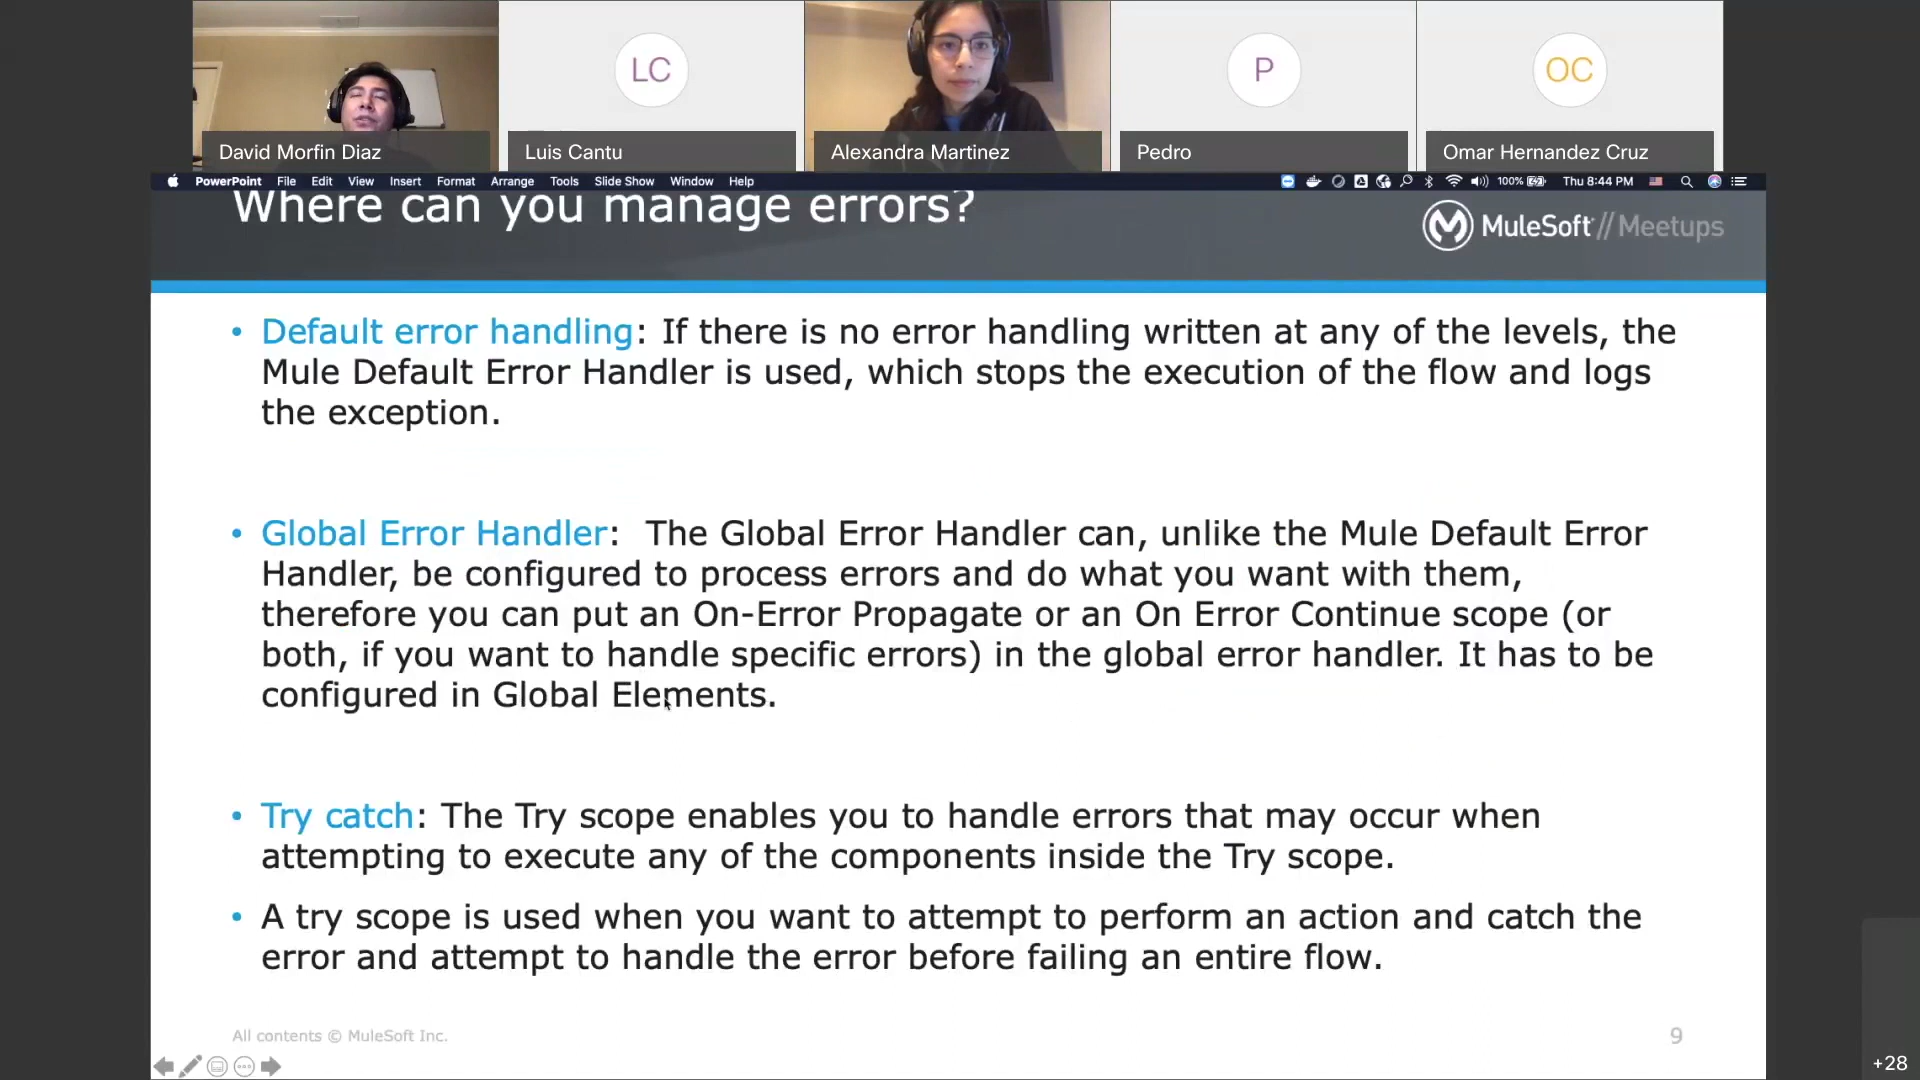 LC
P
OC
David Morfin Diaz
Luis Cantu
Alexandra Martinez
Pedro
Omar Hernandez Cruz
PowerPoint File Edit View Insert Format Arrange Tools Slide Show Window Help
100% Thu 8:44 PM
Where can you manage errors?
MuleSoft // Meetups
• Default error handling: If there is no error handling written at any of the levels, the
Mule Default Error Handler is used, which stops the execution of the flow and logs
the exception.
• Global Error Handler: The Global Error Handler can, unlike the Mule Default Error
Handler, be configured to process errors and do what you want with them,
therefore you can put an On-Error Propagate or an On Error Continue scope (or
both, if you want to handle specific errors) in the global error handler. It has to be
configured in Global Elements.
• Try catch: The Try scope enables you to handle errors that may occur when
attempting to execute any of the components inside the Try scope.
• A try scope is used when you want to attempt to perform an action and catch the
error and attempt to handle the error before failing an entire flow.
All contents © MuleSoft Inc.
9
+28